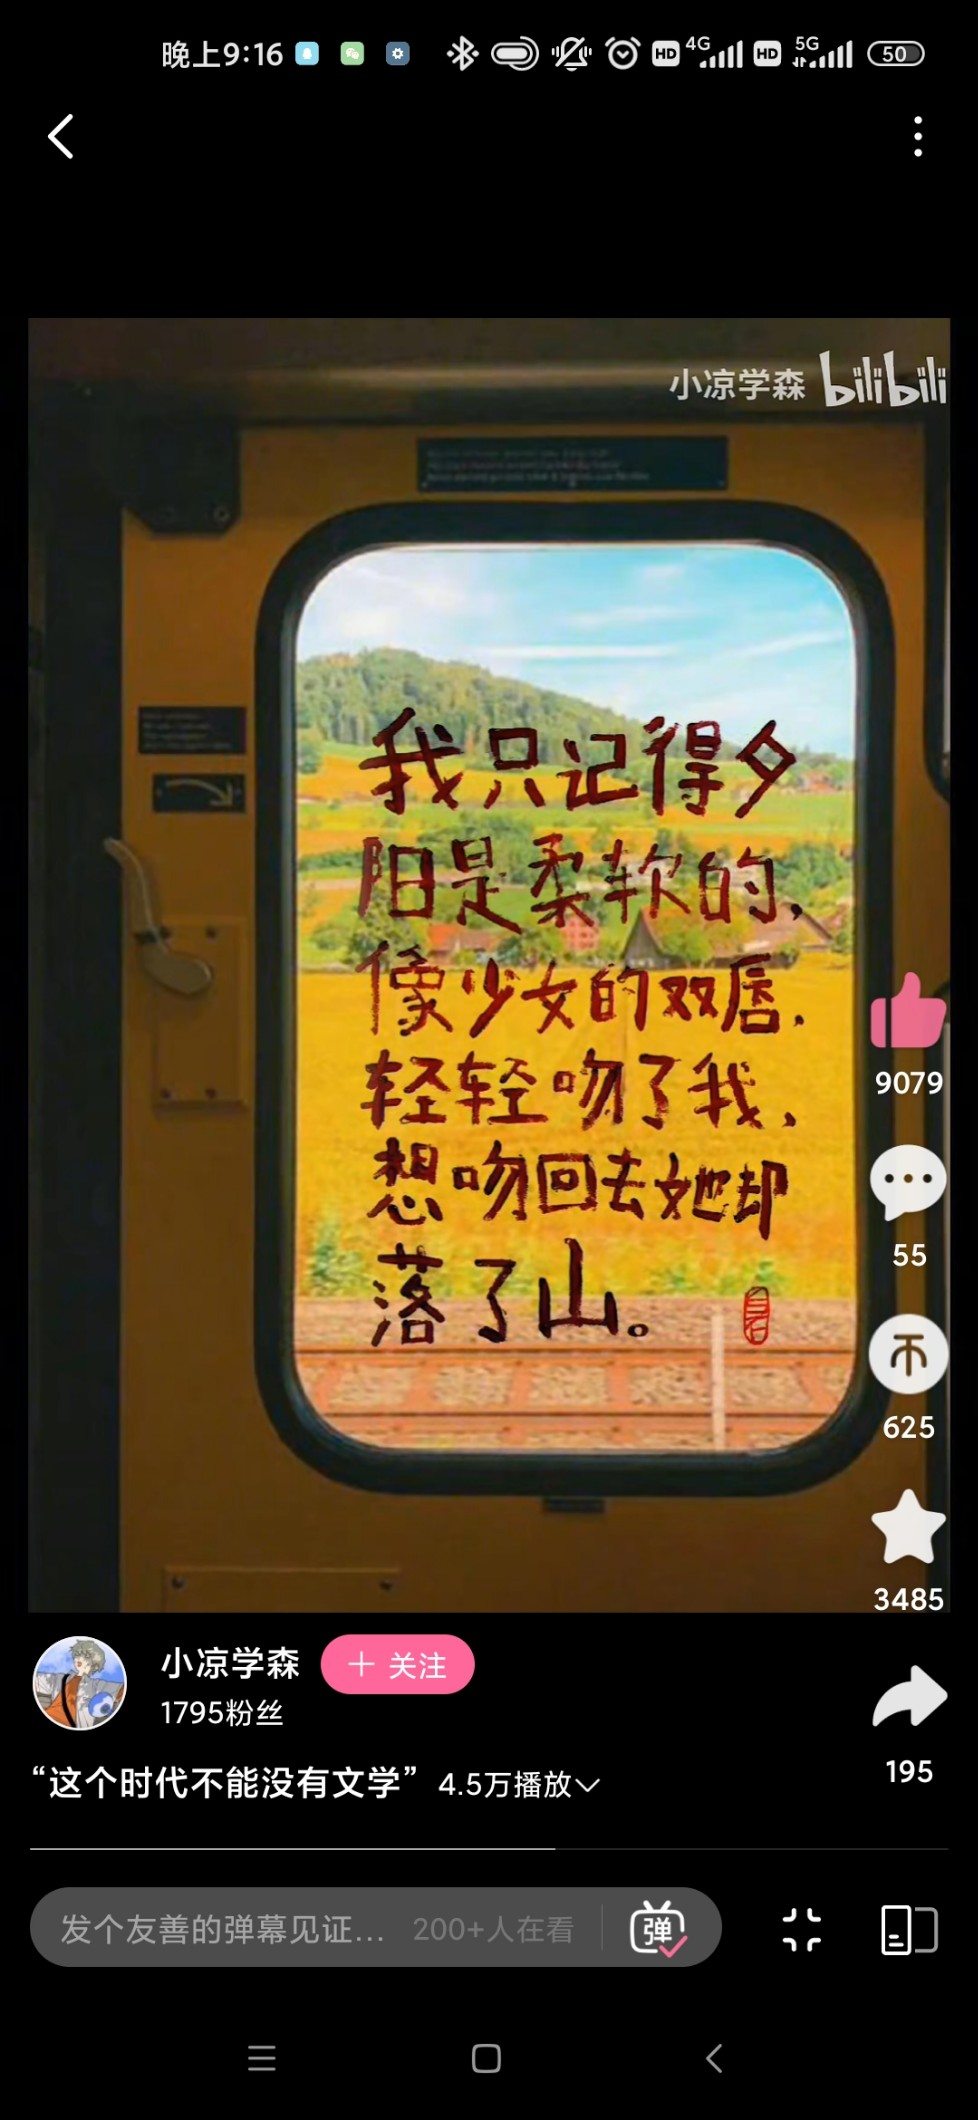 晚上9:16
HD 4G HD 5G 50
小凉学森 bilibili
我只记得夕
阳是柔软的,
像少女的双唇,
轻轻吻了我,
想吻回去她却
落了山。
9079
55
625
3485
小凉学森
+ 关注
1795粉丝
195
“这个时代不能没有文学” 4.5万播放
发个友善的弹幕见证... 200+人在看 弹